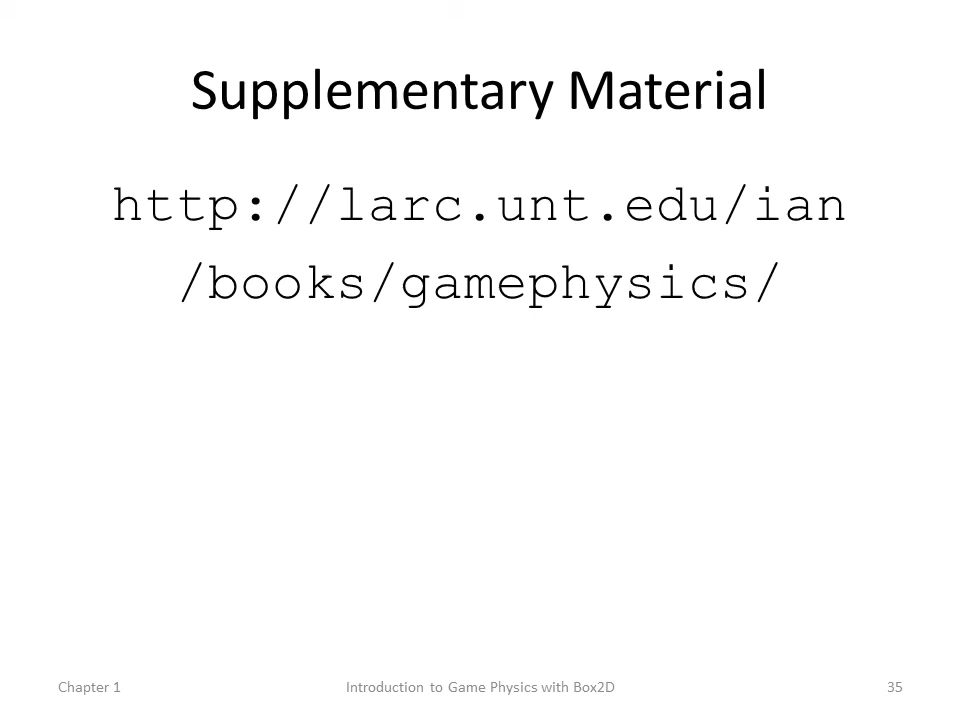 Supplementary Material
http://larc.unt.edu/ian
/books/gamephysics/
Chapter 1
Introduction to Game Physics with Box2D
35